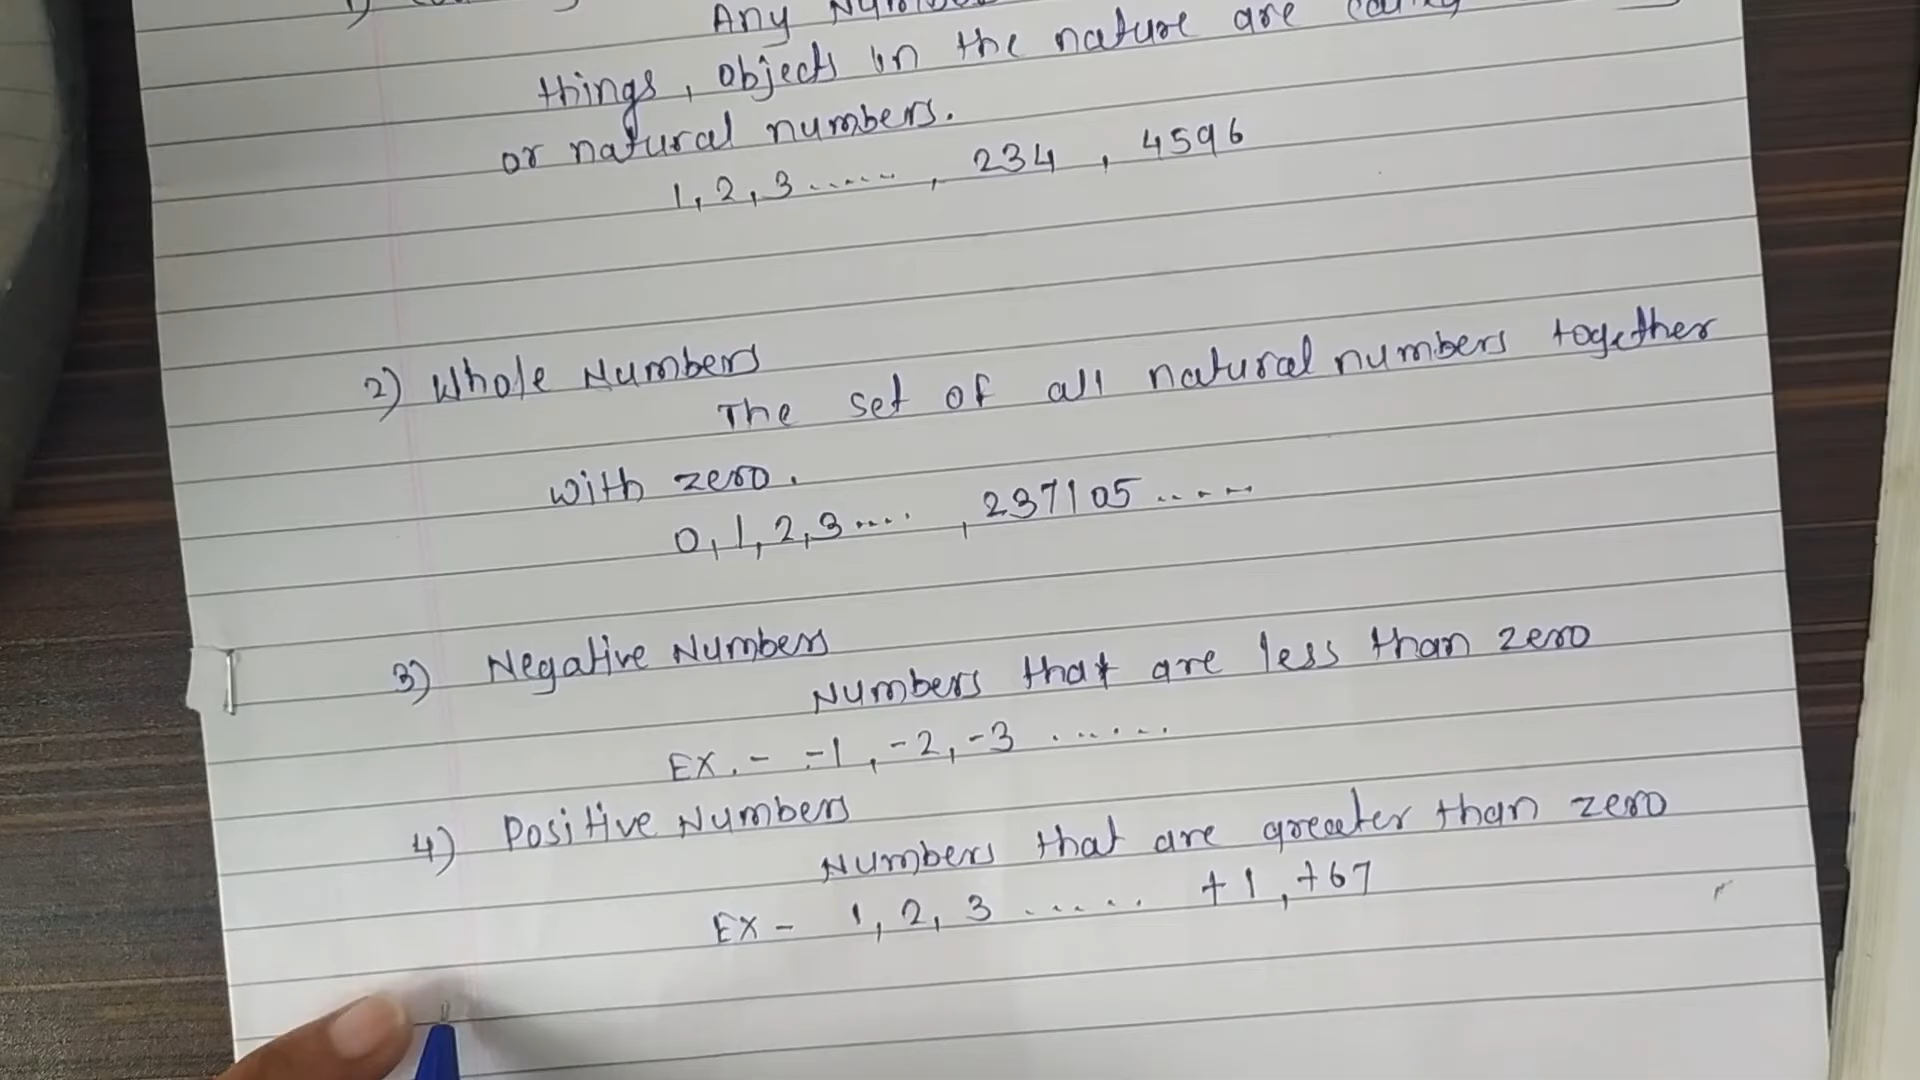 1)
Any Number
things, objects in the nature are
or natural numbers.
1, 2, 3 ......, 234, 4596
2) Whole Numbers
The set of all natural numbers together
with zero.
0, 1, 2, 3 ...., 237105 .....
3) Negative Numbers
Numbers that are less than zero
EX. - -1, -2, -3 ......
4) Positive Numbers
Numbers that are greater than zero
EX - 1, 2, 3 ...... +1, +67